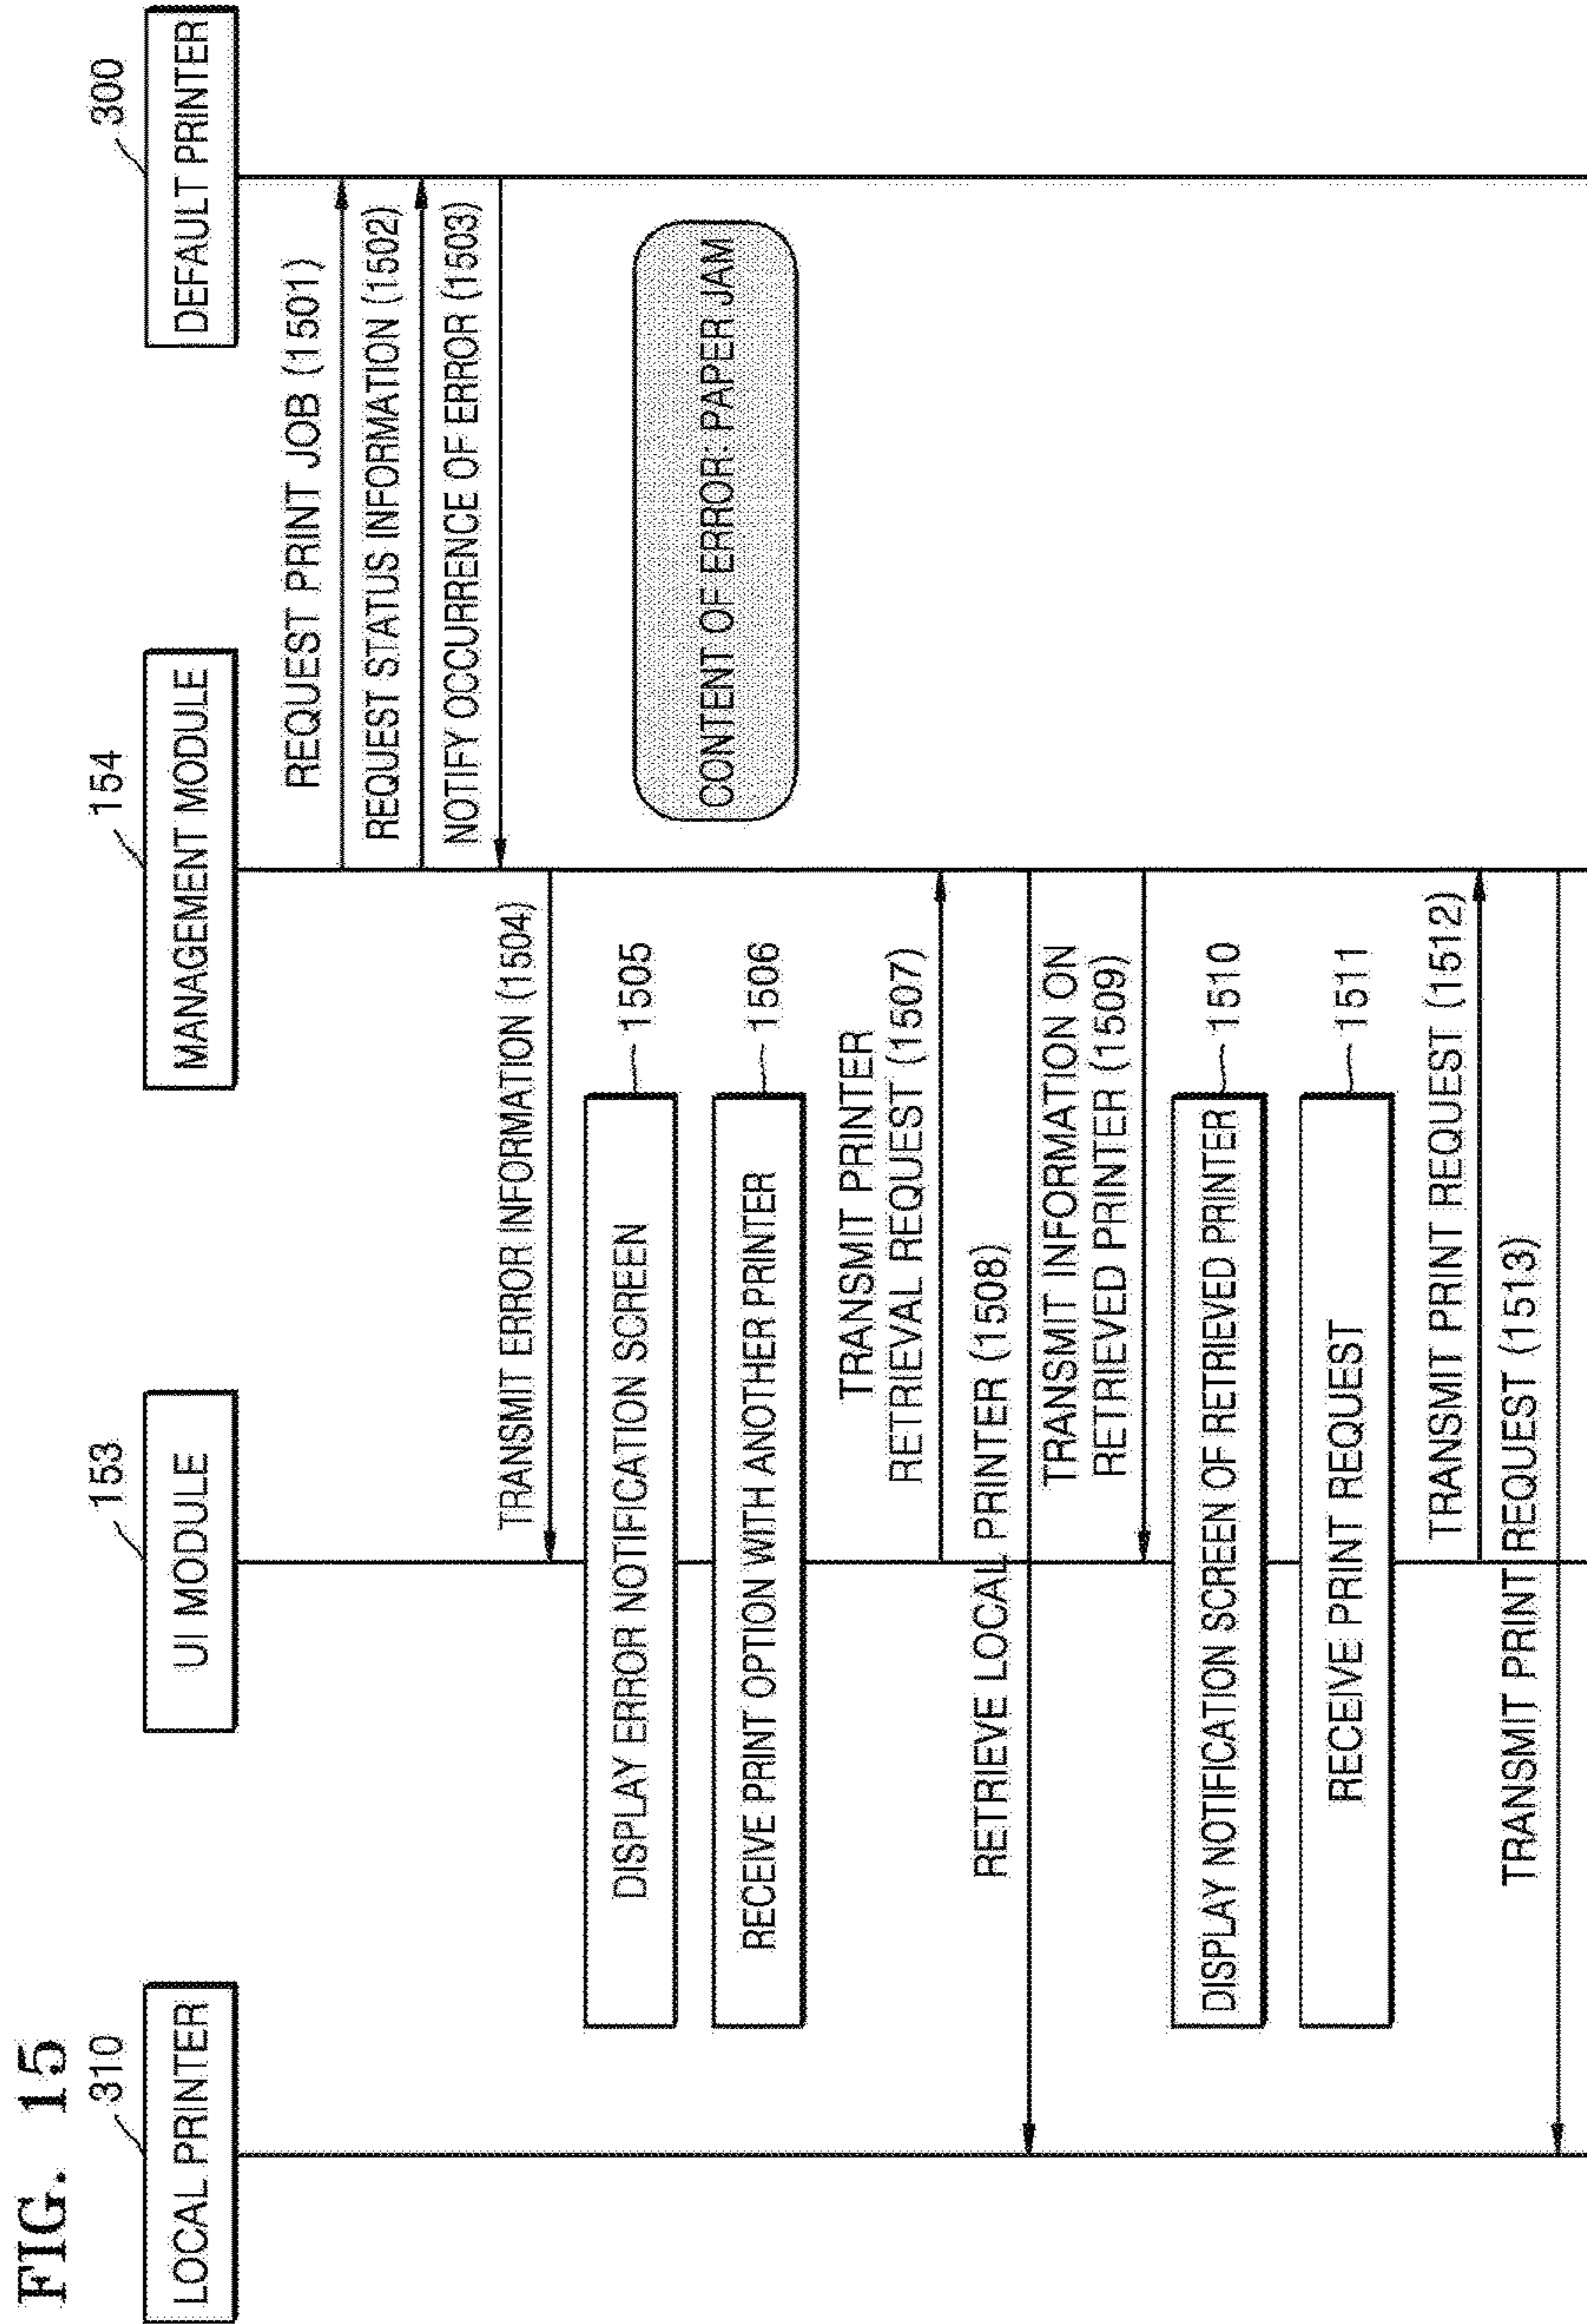 FIG. 15
310
153
154
300
LOCAL PRINTER
UI MODULE
MANAGEMENT MODULE
DEFAULT PRINTER
REQUEST PRINT JOB (1501)
REQUEST STATUS INFORMATION (1502)
NOTIFY OCCURRENCE OF ERROR (1503)
TRANSMIT ERROR INFORMATION (1504)
DISPLAY ERROR NOTIFICATION SCREEN
1505
CONTENT OF ERROR: PAPER JAM
RECEIVE PRINT OPTION WITH ANOTHER PRINTER
1506
TRANSMIT PRINTER
RETRIEVAL REQUEST (1507)
RETRIEVE LOCAL PRINTER (1508)
TRANSMIT INFORMATION ON
RETRIEVED PRINTER (1509)
DISPLAY NOTIFICATION SCREEN OF RETRIEVED PRINTER
1510
RECEIVE PRINT REQUEST
1511
TRANSMIT PRINT REQUEST (1512)
TRANSMIT PRINT REQUEST (1513)